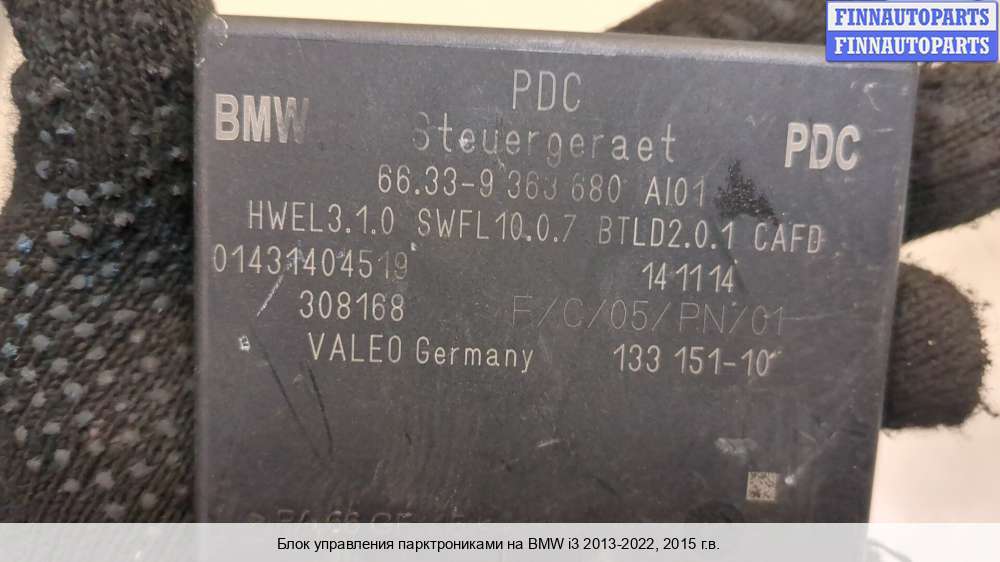 FINNAUTOPARTS
FINNAUTOPARTS
PDC
BMW Steuergeraet PDC
66.33-9 363 680 AI01
HWEL3.1.0 SWFL10.0.7 BTLD2.0.1 CAFD
01431404519 141114
308168 F/C/05/PN/01
VALEO Germany 133 151-10
Блок управления парктрониками на BMW i3 2013-2022, 2015 г.в.